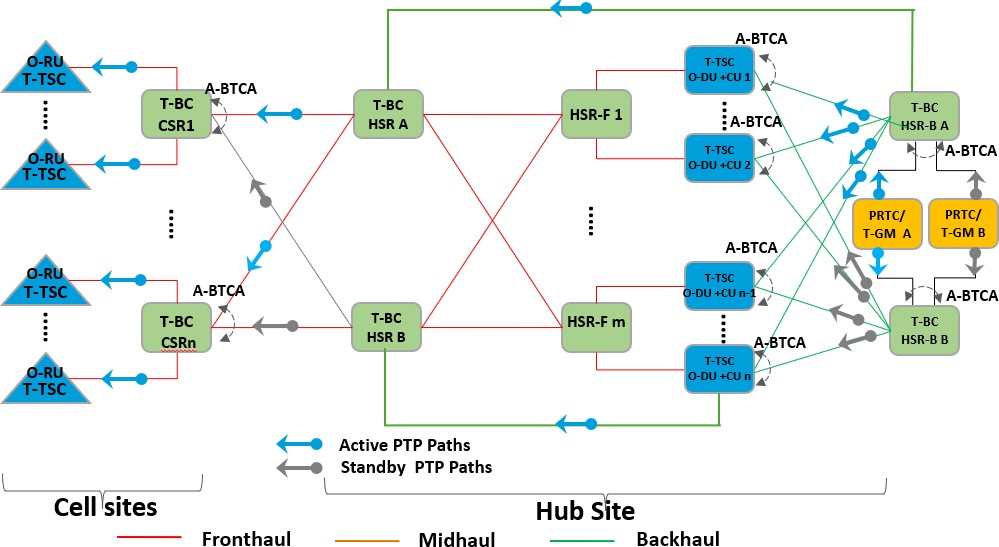 O-RU
T-TSC
O-RU
T-TSC
O-RU
T-TSC
O-RU
T-TSC
A-BTCA
T-BC
CSR1
A-BTCA
T-BC
CSRn
T-BC
HSR A
T-BC
HSR B
HSR-F 1
HSR-F m
A-BTCA
T-TSC
O-DU +CU 1
A-BTCA
T-TSC
O-DU +CU 2
A-BTCA
T-TSC
O-DU +CU n-1
A-BTCA
T-TSC
O-DU +CU n
T-BC
HSR-B A
A-BTCA
PRTC/
T-GM A
PRTC/
T-GM B
A-BTCA
T-BC
HSR-B B
Active PTP Paths
Standby PTP Paths
Cell sites
Hub Site
Fronthaul
Midhaul
Backhaul